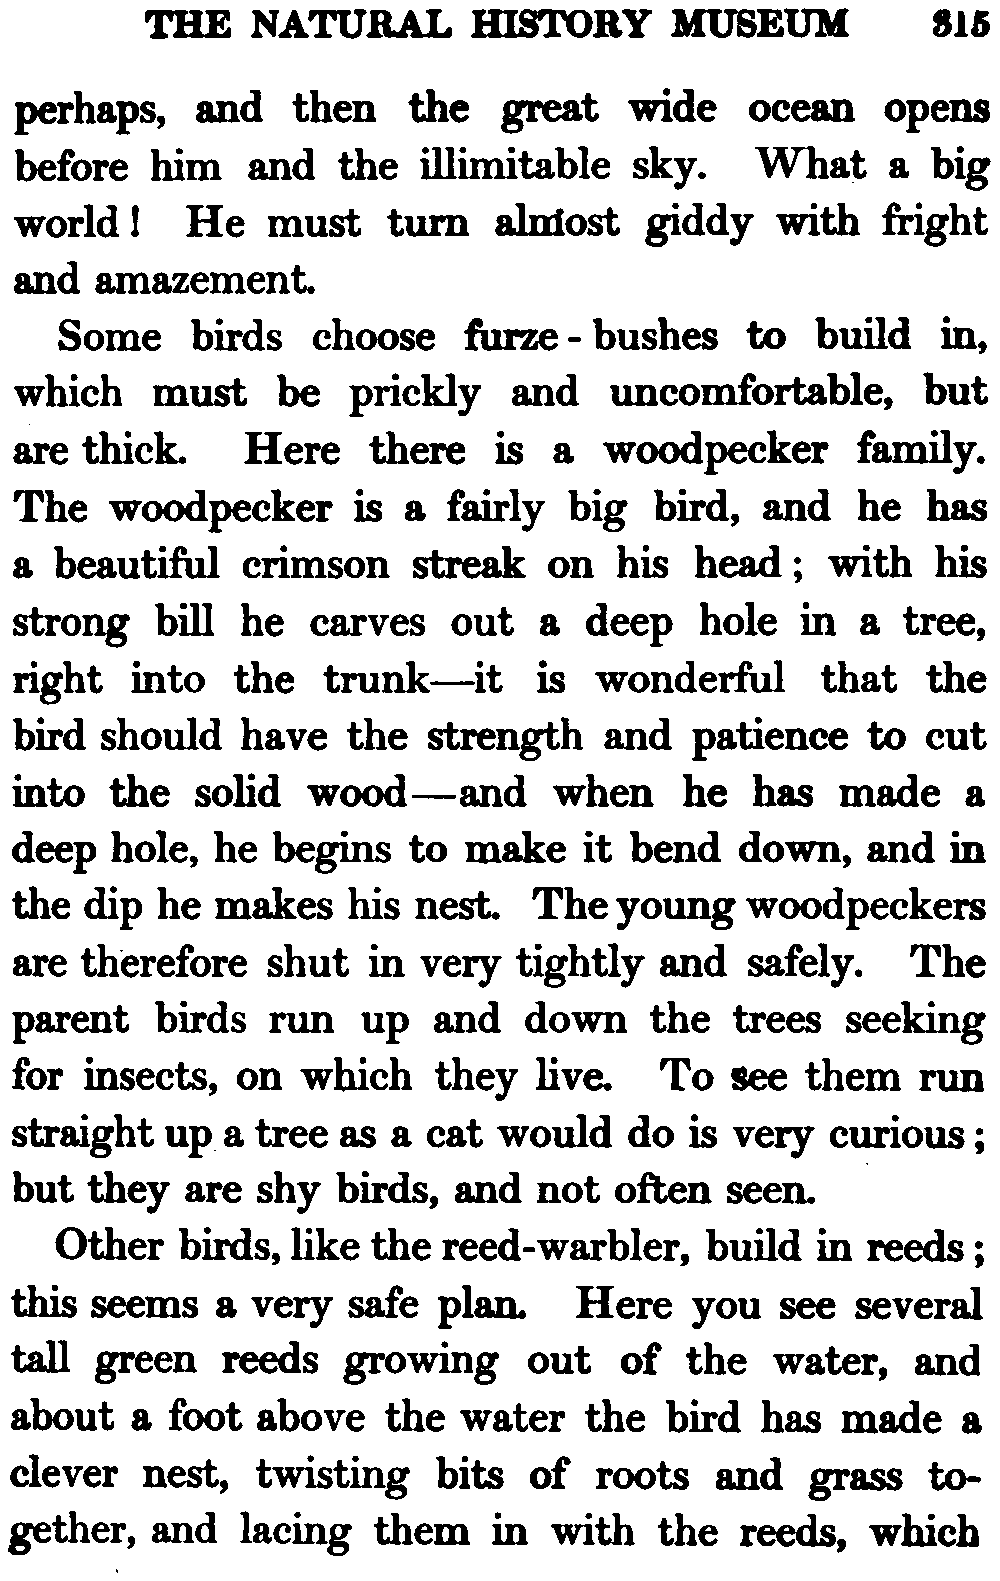 THE NATURAL HISTORY MUSEUM 315
perhaps, and then the great wide ocean opens
before him and the illimitable sky. What a big
world! He must turn almost giddy with fright
and amazement.
Some birds choose furze-bushes to build in,
which must be prickly and uncomfortable, but
are thick. Here there is a woodpecker family.
The woodpecker is a fairly big bird, and he has
a beautiful crimson streak on his head; with his
strong bill he carves out a deep hole in a tree,
right into the trunk—it is wonderful that the
bird should have the strength and patience to cut
into the solid wood—and when he has made a
deep hole, he begins to make it bend down, and in
the dip he makes his nest. The young woodpeckers
are therefore shut in very tightly and safely. The
parent birds run up and down the trees seeking
for insects, on which they live. To see them run
straight up a tree as a cat would do is very curious;
but they are shy birds, and not often seen.
Other birds, like the reed-warbler, build in reeds;
this seems a very safe plan. Here you see several
tall green reeds growing out of the water, and
about a foot above the water the bird has made a
clever nest, twisting bits of roots and grass to-
gether, and lacing them in with the reeds, which